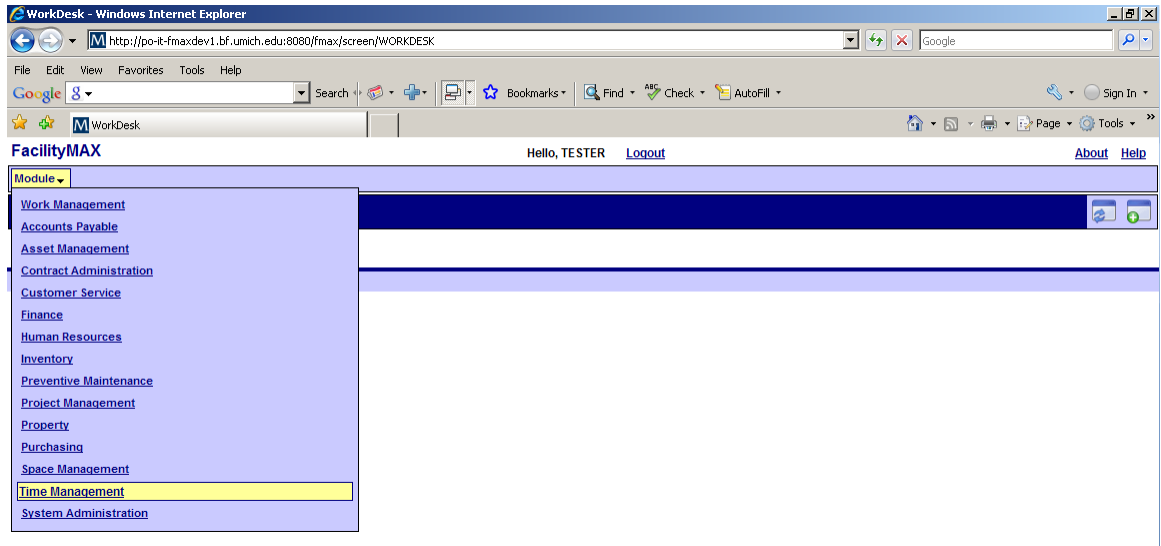 WorkDesk - Windows Internet Explorer
http://po-it-fmaxdev1.bf.umich.edu:8080/fmax/screen/WORKDESK Google
File Edit View Favorites Tools Help
Google Search Bookmarks Find Check AutoFill Sign In
WorkDesk Page Tools
FacilityMAX Hello, TESTER Logout About Help
Module
Work Management
Accounts Payable
Asset Management
Contract Administration
Customer Service
Finance
Human Resources
Inventory
Preventive Maintenance
Project Management
Property
Purchasing
Space Management
Time Management
System Administration